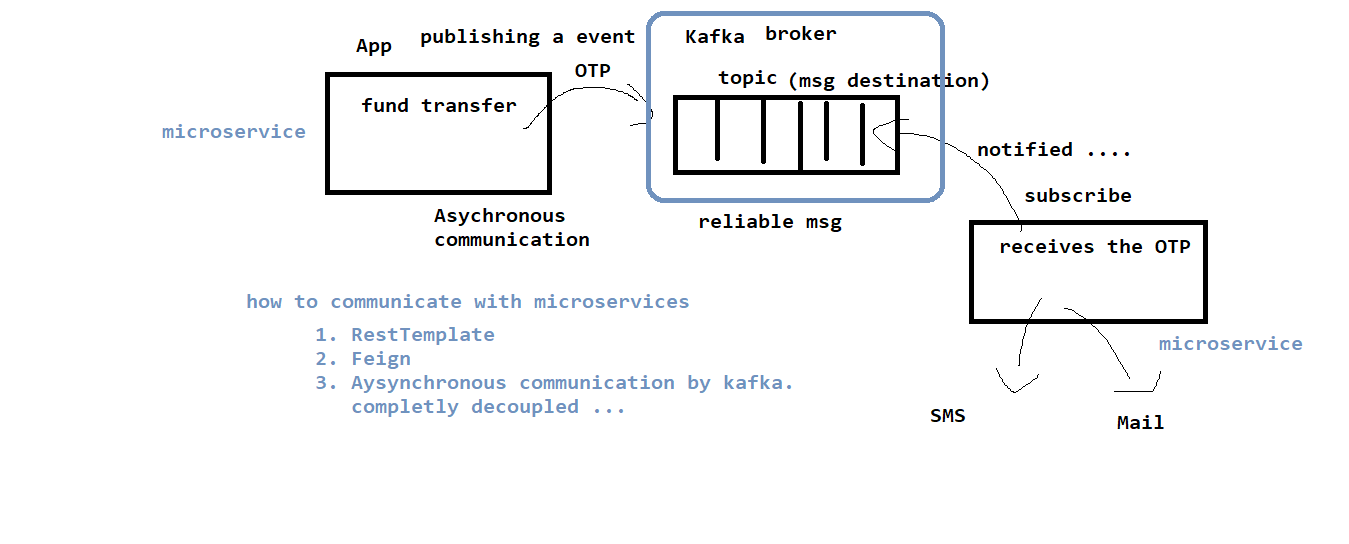 App
publishing a event
Kafka broker
OTP
topic (msg destination)
fund transfer
microservice
notified ....
subscribe
reliable msg
Asychronous
communication
receives the OTP
how to communicate with microservices
1. RestTemplate
2. Feign
3. Aysynchronous communication by kafka.
completly decoupled ...
microservice
SMS
Mail